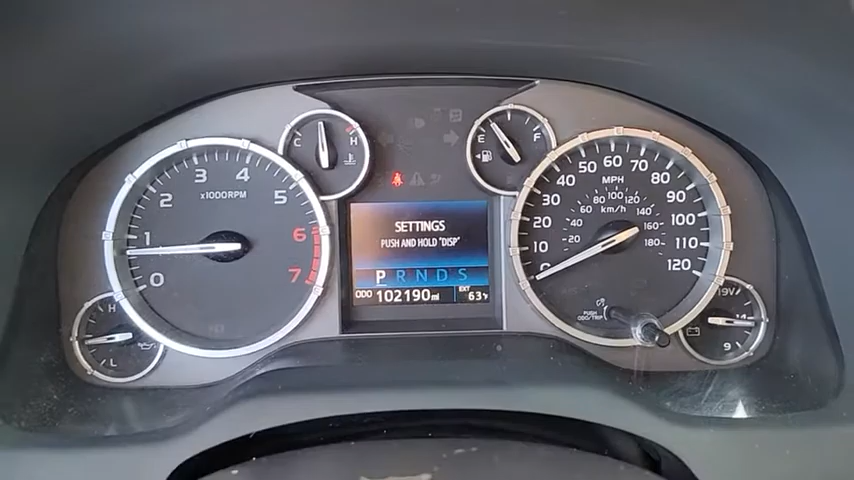 C H
E F
0 1 2 3 4 5 6 7
x1000RPM
0 10 20 30 40 50 60 70 80 90 100 110 120
MPH
20 40 60 80 100 120 140 160 180
km/h
SETTINGS
PUSH AND HOLD "DISP"
P R N D S
ODO 102190 mi EXT 63°F
PUSH
ODO/TRIP
H L
19V 14 9